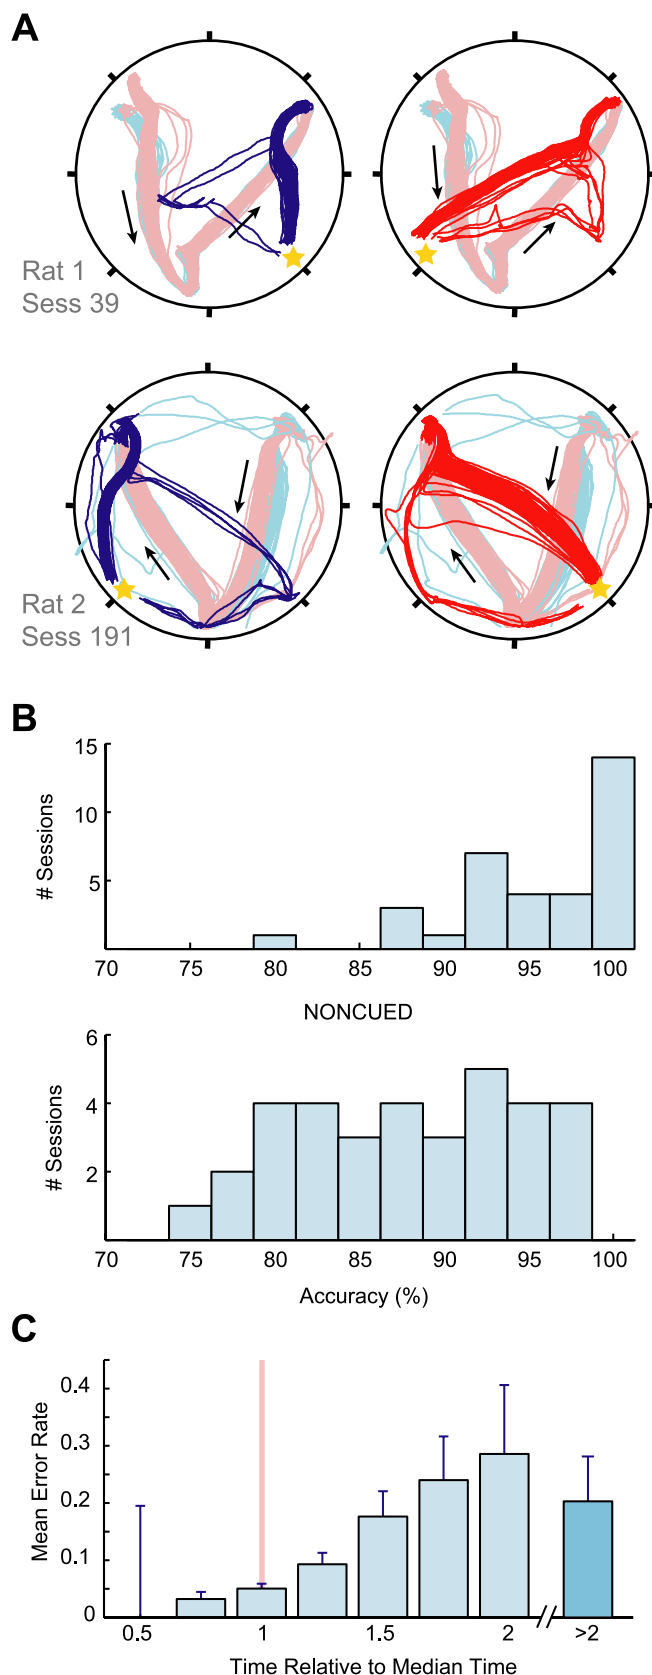 A
Rat 1
Sess 39
Rat 2
Sess 191
B
15
10
5
# Sessions
70 75 80 85 90 95 100
NONCUED
6
4
2
# Sessions
70 75 80 85 90 95 100
Accuracy (%)
C
0.4
0.3
0.2
0.1
0
Mean Error Rate
0.5 1 1.5 2 >2
Time Relative to Median Time